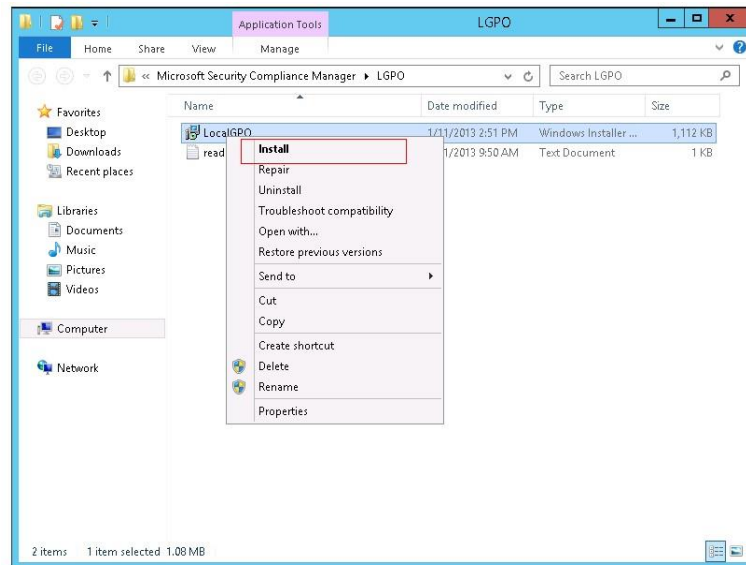 Application Tools
LGPO
File Home Share View Manage
« Microsoft Security Compliance Manager LGPO
Search LGPO
Name Date modified Type Size
Favorites
Desktop
Downloads
Recent places
Libraries
Documents
Music
Pictures
Videos
Computer
Network
LocalGPO 1/11/2013 2:51 PM Windows Installer ... 1,112 KB
read 1/2013 9:50 AM Text Document 1 KB
Install
Repair
Uninstall
Troubleshoot compatibility
Open with...
Restore previous versions
Send to
Cut
Copy
Create shortcut
Delete
Rename
Properties
2 items 1 item selected 1.08 MB